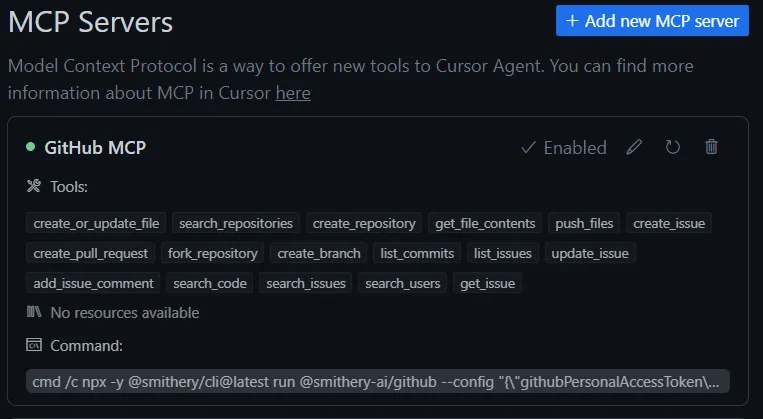 MCP Servers
+ Add new MCP server
Model Context Protocol is a way to offer new tools to Cursor Agent. You can find more
information about MCP in Cursor here
GitHub MCP
Enabled
Tools:
create_or_update_file search_repositories create_repository get_file_contents push_files create_issue
create_pull_request fork_repository create_branch list_commits list_issues update_issue
add_issue_comment search_code search_issues search_users get_issue
No resources available
Command:
cmd /c npx -y @smithery/cli@latest run @smithery-ai/github --config "{\"githubPersonalAccessToken\...